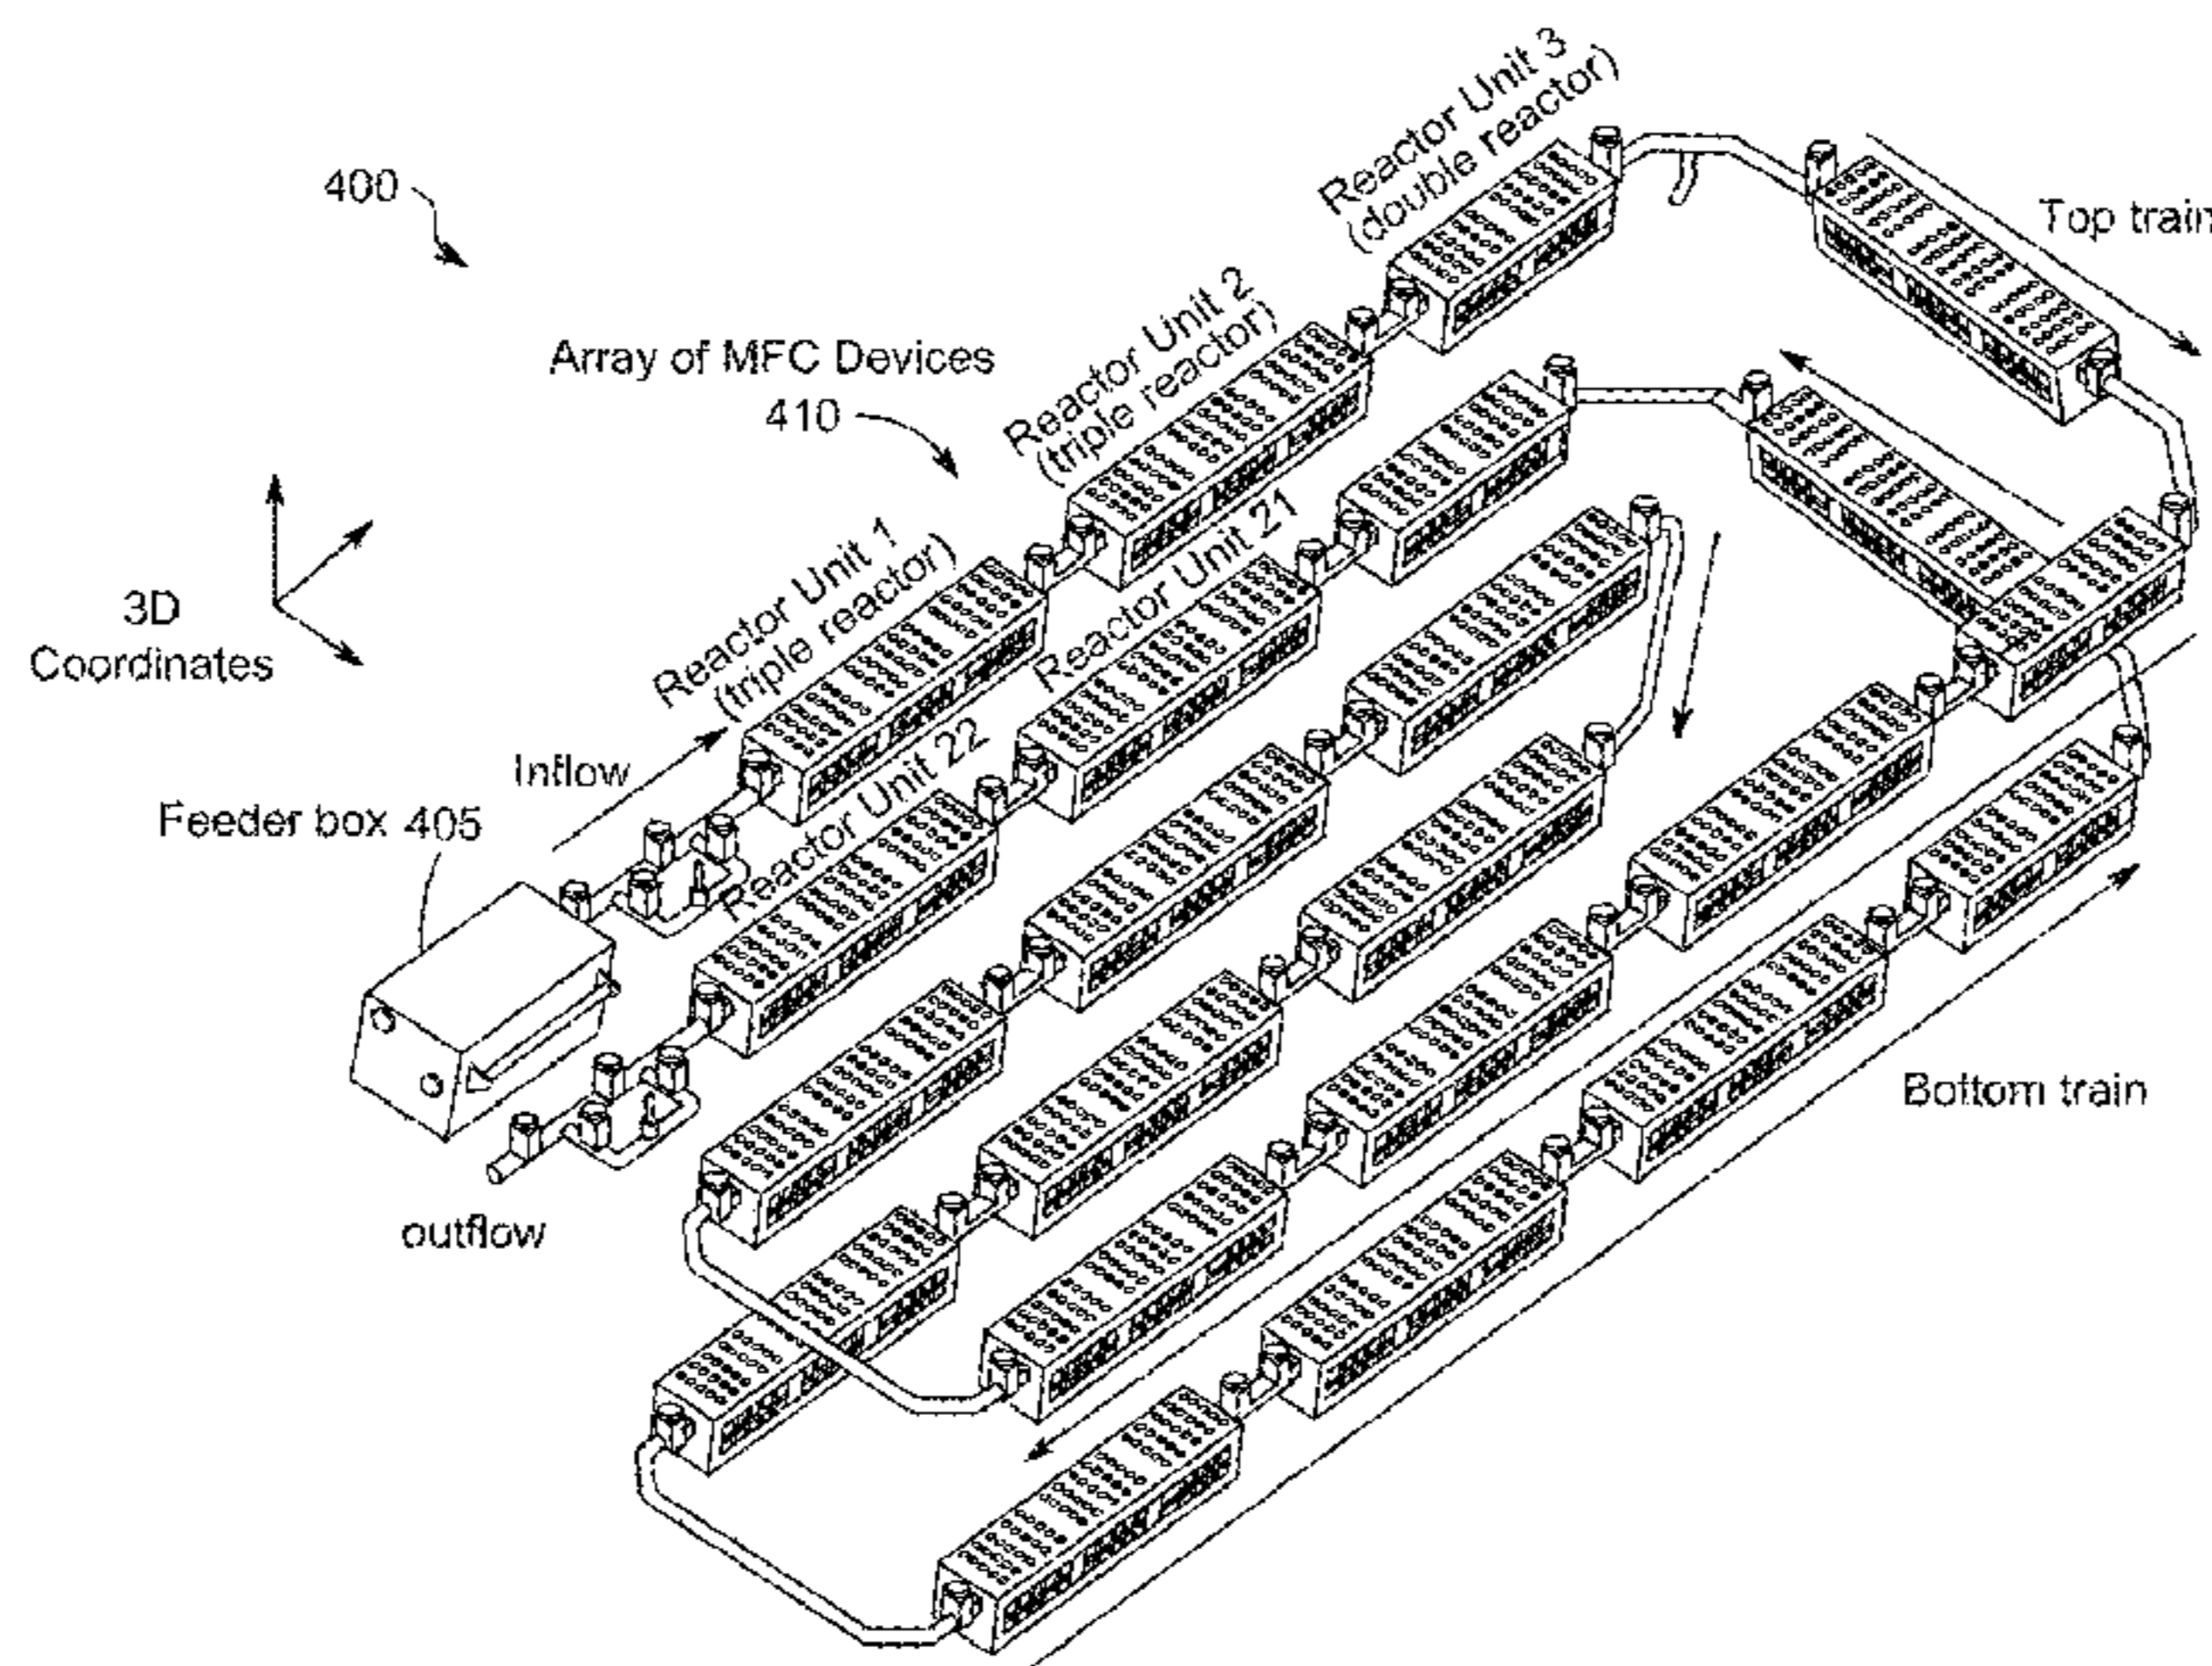 Reactor Unit 3
(double reactor)
400
Top train
Array of MFC Devices
410
Reactor Unit 2
(triple reactor)
Reactor Unit 21
Reactor Unit 1
(triple reactor)
3D
Coordinates
Inflow
Reactor Unit 22
Feeder box 405
outflow
Bottom train